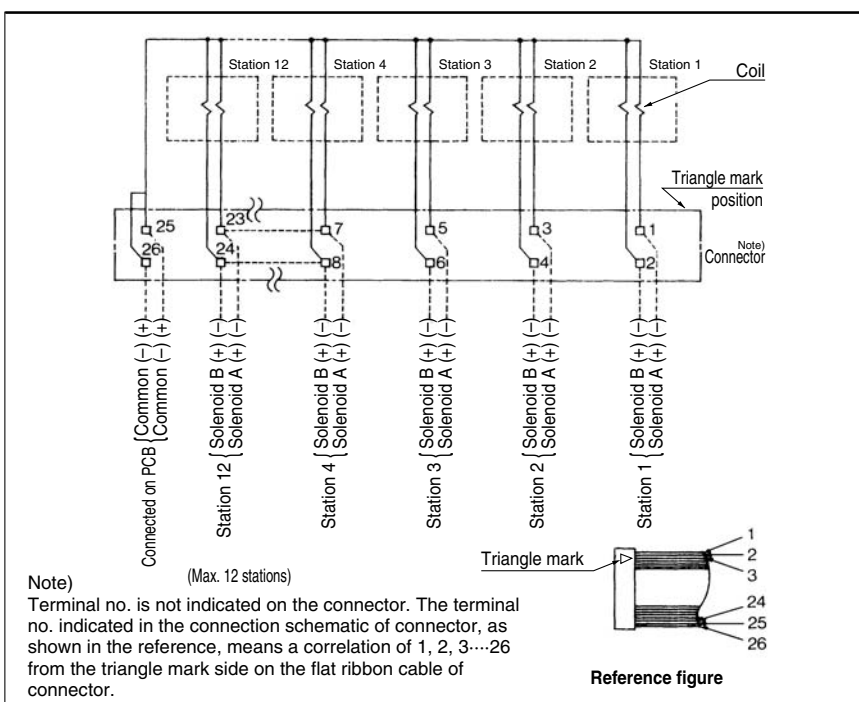 Station 12
Station 4
Station 3
Station 2
Station 1
Coil
Triangle mark
position
25
23
7
5
3
1
26
24
8
6
4
2
Note)
Connector
Connected on PCB { Common (−) (+)
Common (−) (+)
Station 12 { Solenoid B (+) (−)
Solenoid A (+) (−)
Station 4 { Solenoid B (+) (−)
Solenoid A (+) (−)
Station 3 { Solenoid B (+) (−)
Solenoid A (+) (−)
Station 2 { Solenoid B (+) (−)
Solenoid A (+) (−)
Station 1 { Solenoid B (+) (−)
Solenoid A (+) (−)
(Max. 12 stations)
Note)
Terminal no. is not indicated on the connector. The terminal
no. indicated in the connection schematic of connector, as
shown in the reference, means a correlation of 1, 2, 3····26
from the triangle mark side on the flat ribbon cable of
connector.
Triangle mark
1
2
3
24
25
26
Reference figure